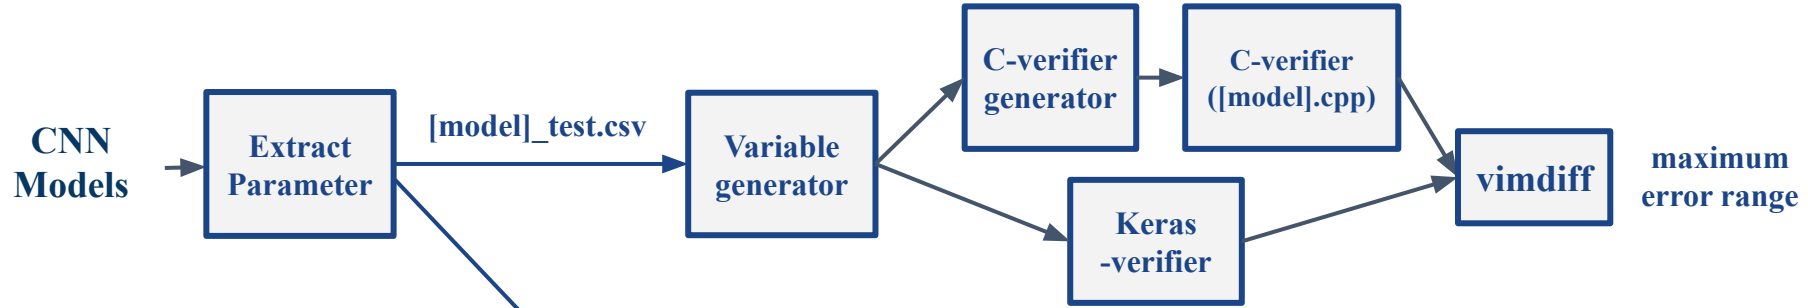 CNN
Models
Extract
Parameter
[model]_test.csv
Variable
generator
C-verifier
generator
C-verifier
([model].cpp)
Keras
-verifier
vimdiff
maximum
error range